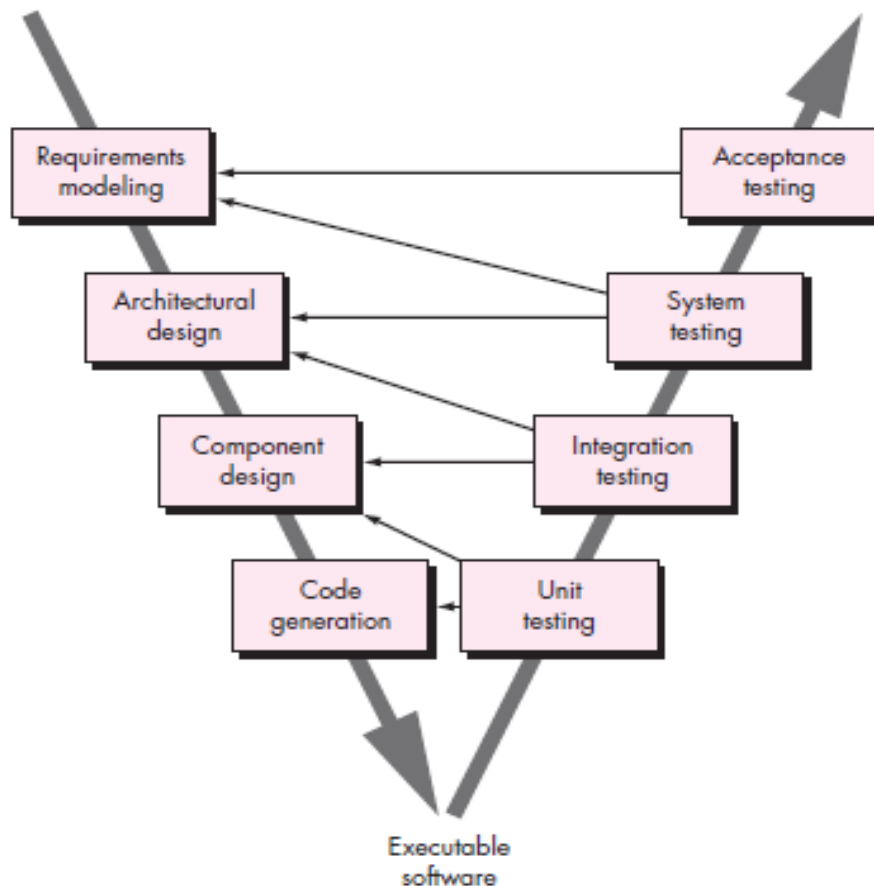 Requirements
modeling
Acceptance
testing
Architectural
design
System
testing
Component
design
Integration
testing
Code
generation
Unit
testing
Executable
software